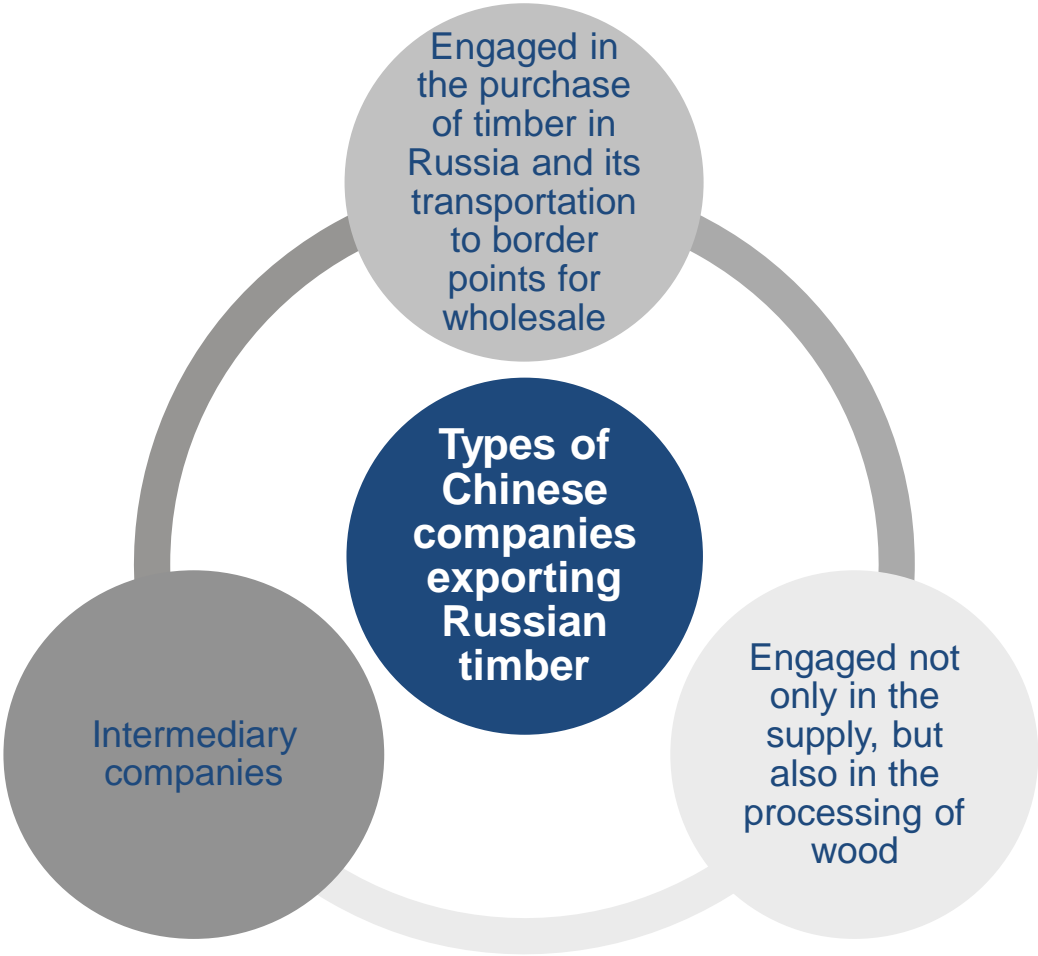 Engaged in
the purchase
of timber in
Russia and its
transportation
to border
points for
wholesale
Types of
Chinese
companies
exporting
Russian
timber
Engaged not
only in the
supply, but
also in the
processing of
wood
Intermediary
companies